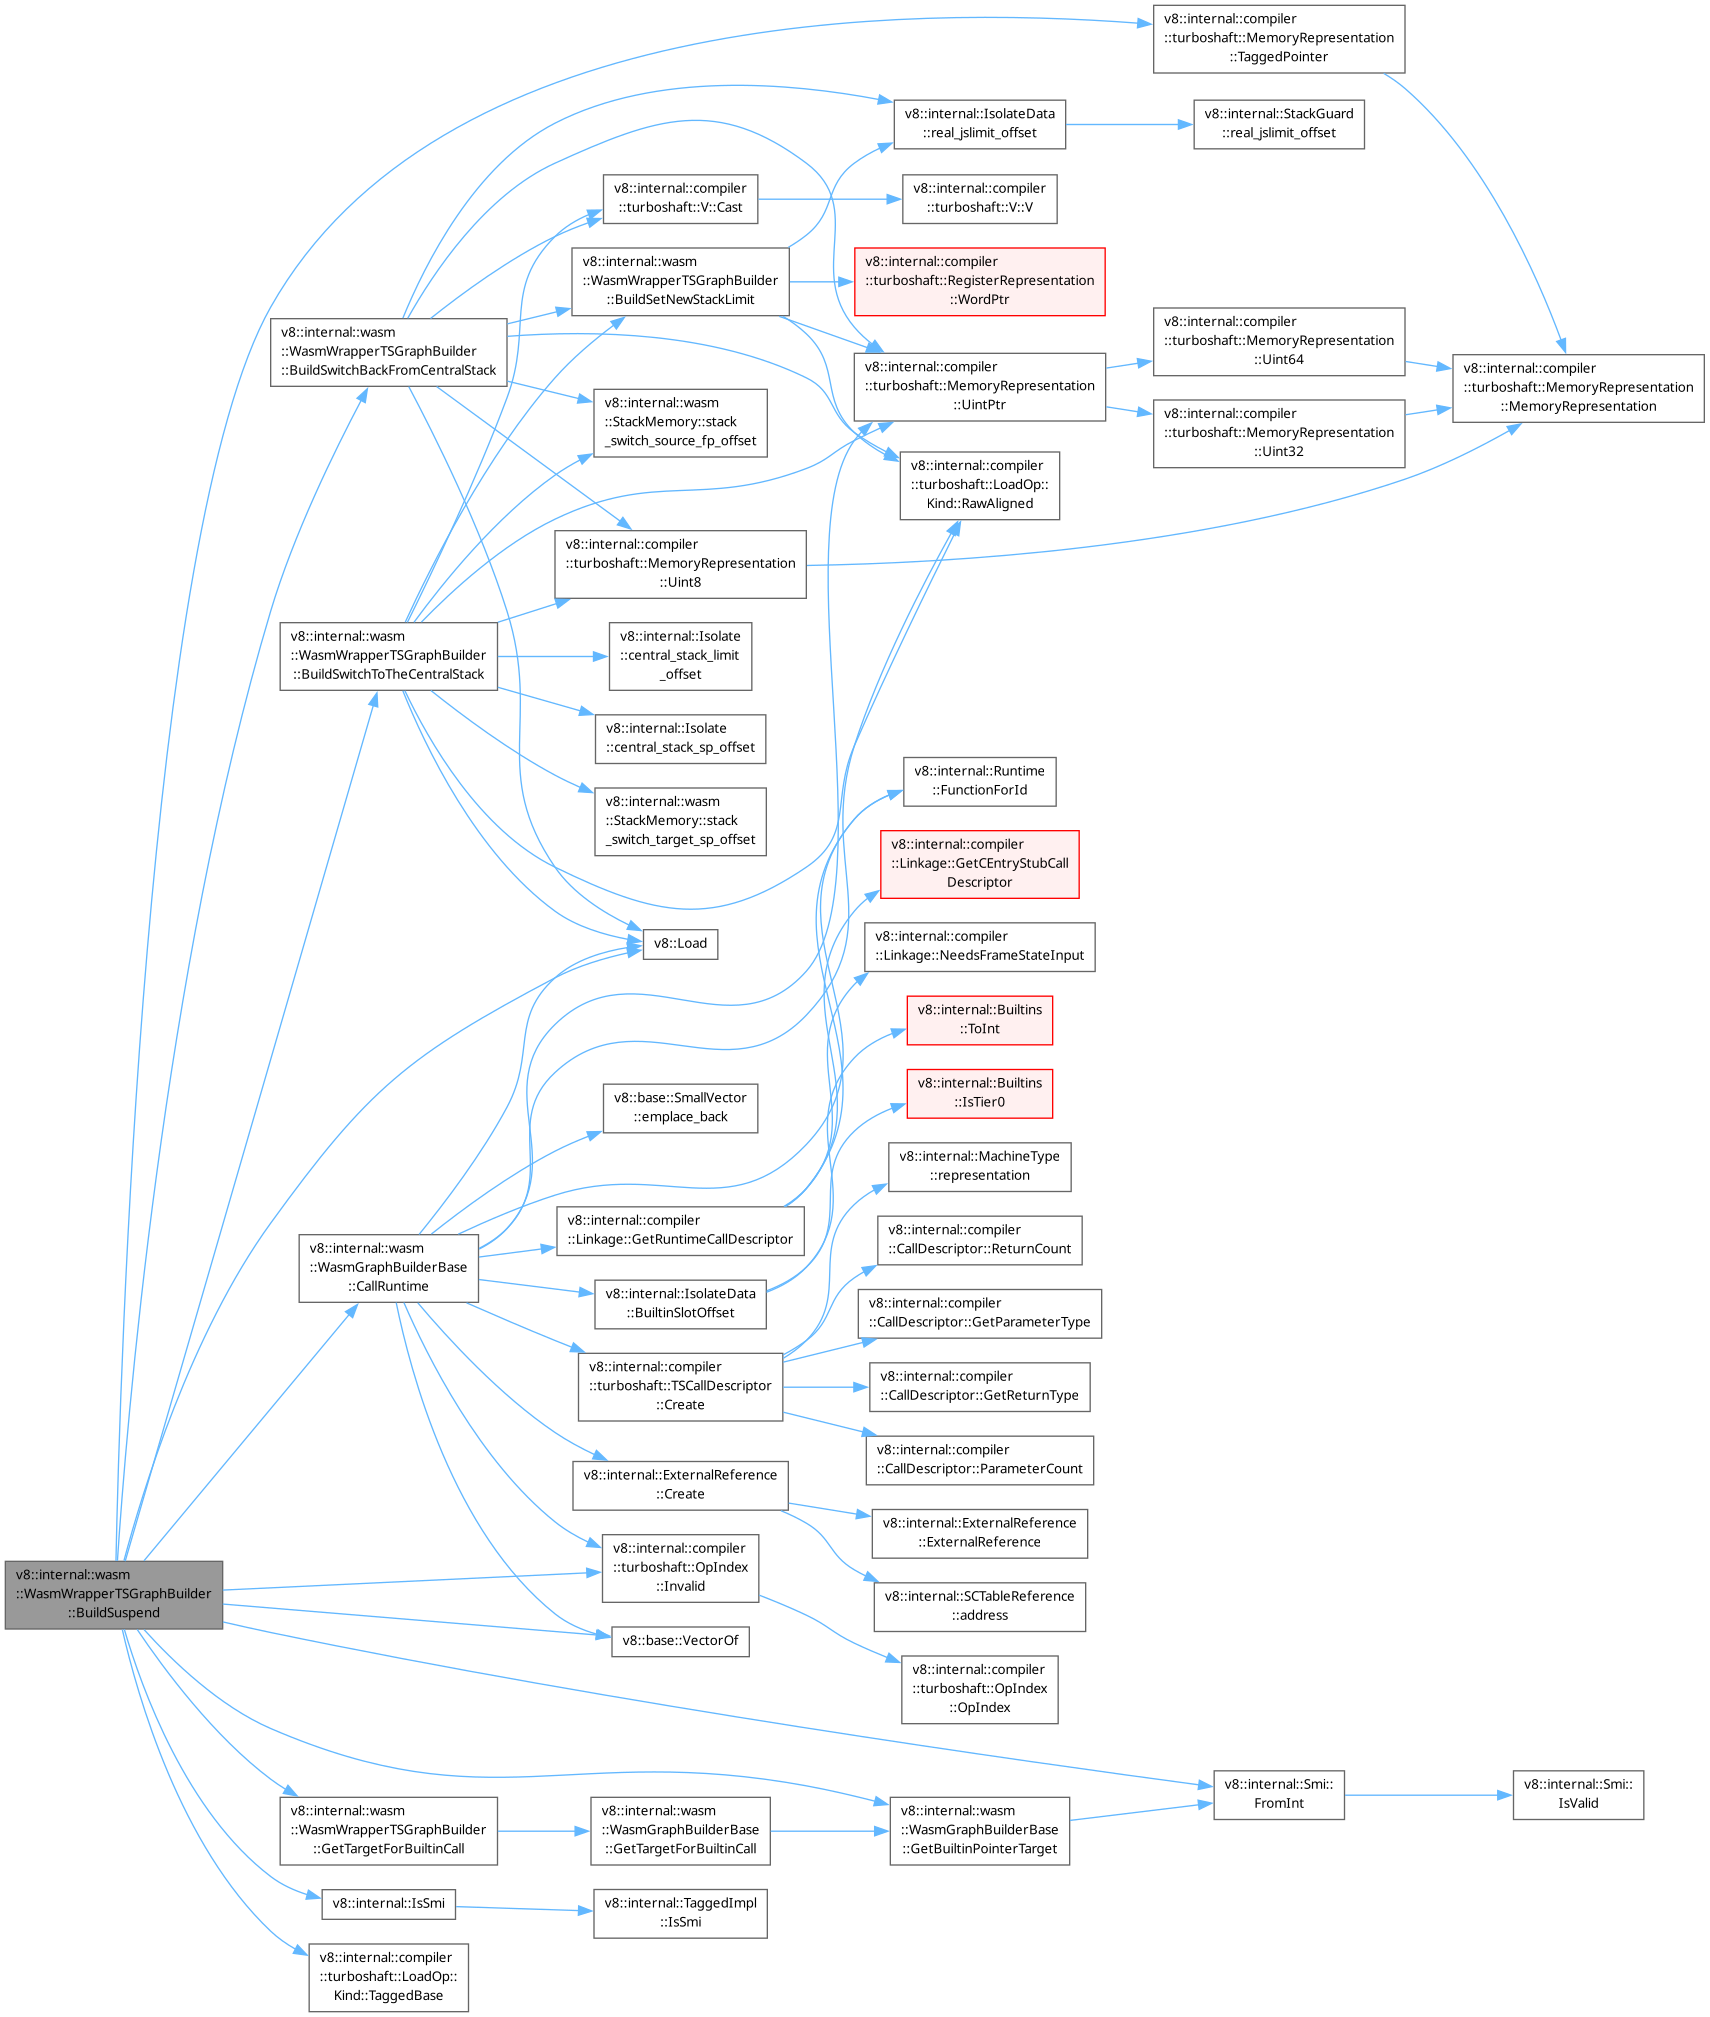 v8::internal::compiler
::turboshaft::MemoryRepresentation
::TaggedPointer
v8::internal::IsolateData
::real_jslimit_offset
v8::internal::StackGuard
::real_jslimit_offset
v8::internal::compiler
::turboshaft::V::Cast
v8::internal::compiler
::turboshaft::V::V
v8::internal::wasm
::WasmWrapperTSGraphBuilder
::BuildSetNewStackLimit
v8::internal::compiler
::turboshaft::RegisterRepresentation
::WordPtr
v8::internal::wasm
::WasmWrapperTSGraphBuilder
::BuildSwitchBackFromCentralStack
v8::internal::compiler
::turboshaft::MemoryRepresentation
::UintPtr
v8::internal::compiler
::turboshaft::MemoryRepresentation
::Uint64
v8::internal::compiler
::turboshaft::MemoryRepresentation
::MemoryRepresentation
v8::internal::wasm
::StackMemory::stack
_switch_source_fp_offset
v8::internal::compiler
::turboshaft::MemoryRepresentation
::Uint32
v8::internal::compiler
::turboshaft::LoadOp::
Kind::RawAligned
v8::internal::compiler
::turboshaft::MemoryRepresentation
::Uint8
v8::internal::wasm
::WasmWrapperTSGraphBuilder
::BuildSwitchToTheCentralStack
v8::internal::Isolate
::central_stack_limit
_offset
v8::internal::Isolate
::central_stack_sp_offset
v8::internal::wasm
::StackMemory::stack
_switch_target_sp_offset
v8::internal::Runtime
::FunctionForId
v8::internal::compiler
::Linkage::GetCEntryStubCall
Descriptor
v8::Load
v8::internal::compiler
::Linkage::NeedsFrameStateInput
v8::internal::Builtins
::ToInt
v8::base::SmallVector
::emplace_back
v8::internal::Builtins
::IsTier0
v8::internal::MachineType
::representation
v8::internal::wasm
::WasmGraphBuilderBase
::CallRuntime
v8::internal::compiler
::Linkage::GetRuntimeCallDescriptor
v8::internal::compiler
::CallDescriptor::ReturnCount
v8::internal::IsolateData
::BuiltinSlotOffset
v8::internal::compiler
::CallDescriptor::GetParameterType
v8::internal::compiler
::turboshaft::TSCallDescriptor
::Create
v8::internal::compiler
::CallDescriptor::GetReturnType
v8::internal::compiler
::CallDescriptor::ParameterCount
v8::internal::ExternalReference
::Create
v8::internal::ExternalReference
::ExternalReference
v8::internal::wasm
::WasmWrapperTSGraphBuilder
::BuildSuspend
v8::internal::compiler
::turboshaft::OpIndex
::Invalid
v8::internal::SCTableReference
::address
v8::base::VectorOf
v8::internal::compiler
::turboshaft::OpIndex
::OpIndex
v8::internal::Smi::
FromInt
v8::internal::Smi::
IsValid
v8::internal::wasm
::WasmWrapperTSGraphBuilder
::GetTargetForBuiltinCall
v8::internal::wasm
::WasmGraphBuilderBase
::GetTargetForBuiltinCall
v8::internal::wasm
::WasmGraphBuilderBase
::GetBuiltinPointerTarget
v8::internal::IsSmi
v8::internal::TaggedImpl
::IsSmi
v8::internal::compiler
::turboshaft::LoadOp::
Kind::TaggedBase